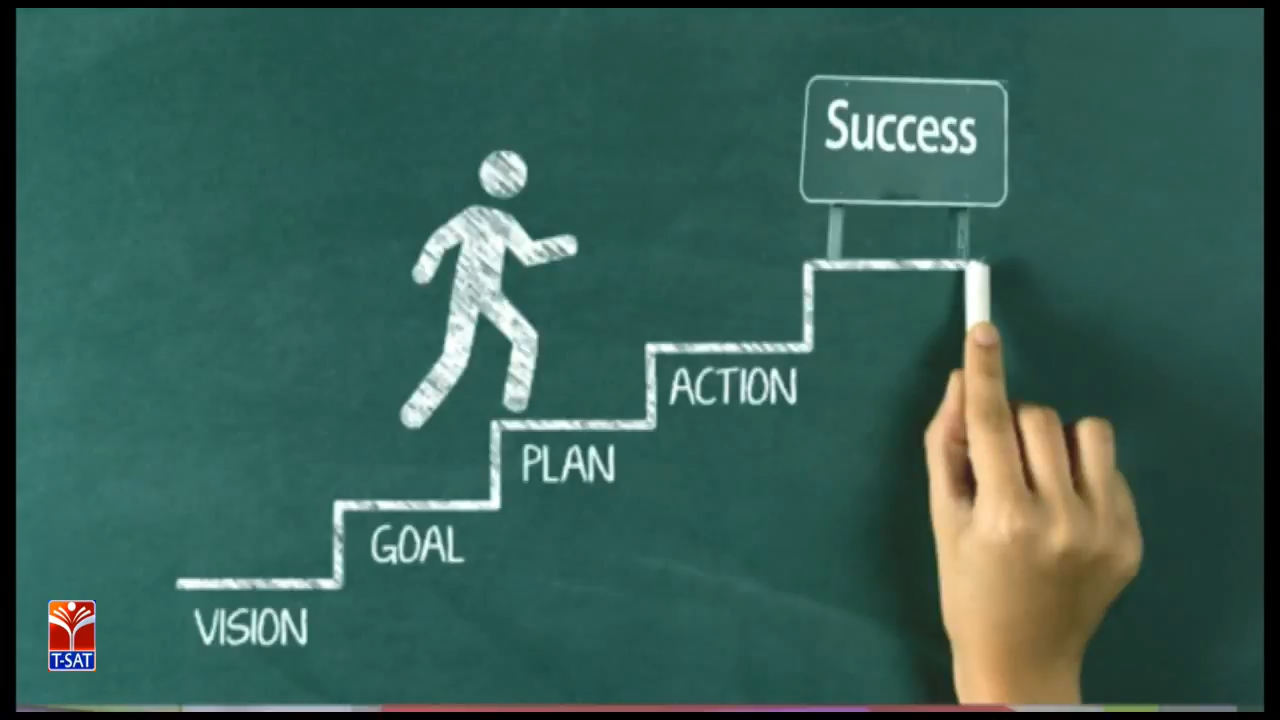 Success
ACTION
PLAN
GOAL
VISION
T-SAT